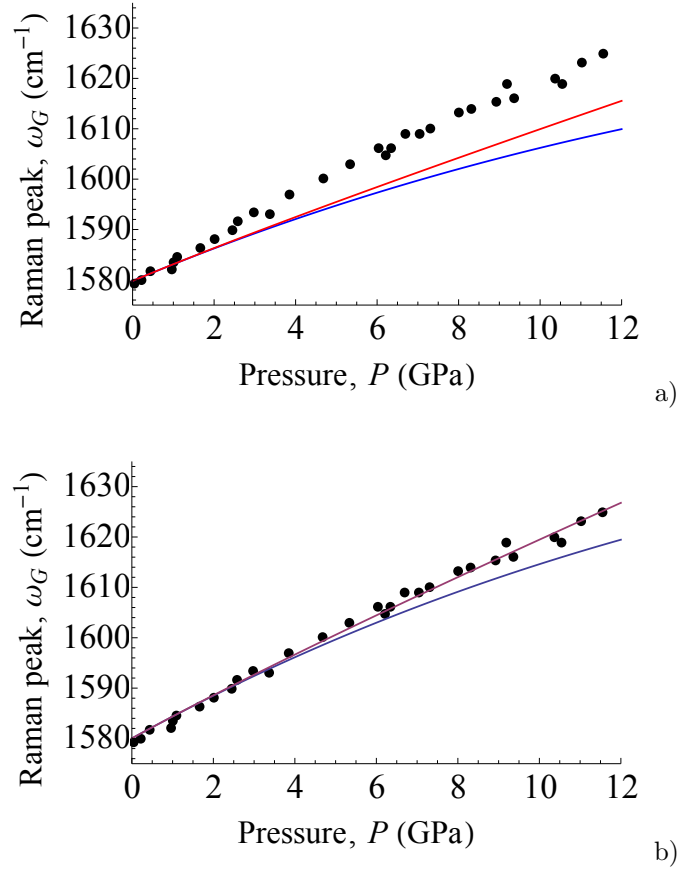 1630
1620
1610
1600
1590
1580
Raman peak, ω_G (cm⁻¹)
0 2 4 6 8 10 12
Pressure, P (GPa)
a)
1630
1620
1610
1600
1590
1580
Raman peak, ω_G (cm⁻¹)
0 2 4 6 8 10 12
Pressure, P (GPa)
b)